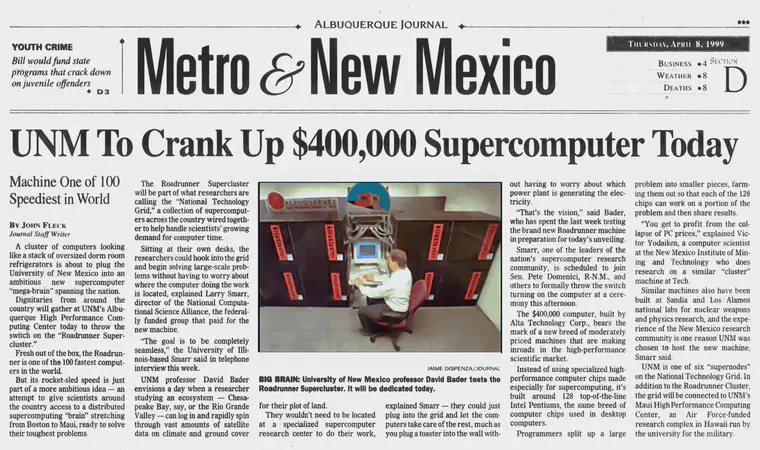 ALBUQUERQUE JOURNAL
YOUTH CRIME
Bill would fund state
programs that crack down
on juvenile offenders
D3
Metro & New Mexico
THURSDAY, APRIL 8, 1999
BUSINESS • 4
WEATHER • 8
DEATHS • 8
SECTION
D
UNM To Crank Up $400,000 Supercomputer Today
Machine One of 100
Speediest in World
BY JOHN FLECK
Journal Staff Writer
A cluster of computers looking
like a stack of oversized dorm room
refrigerators is about to plug the
University of New Mexico into an
ambitious new supercomputer
"mega-brain" spanning the nation.
Dignitaries from around the
country will gather at UNM's Albu-
querque High Performance Com-
puting Center today to throw the
switch on the "Roadrunner Super-
cluster."
Fresh out of the box, the Roadrun-
ner is one of the 100 fastest comput-
ers in the world.
But its rocket-sled speed is just
part of a more ambitious idea — an
attempt to give scientists around
the country access to a distributed
supercomputing "brain" stretching
from Boston to Maui, ready to solve
their toughest problems.
The Roadrunner Supercluster
will be part of what researchers are
calling the "National Technology
Grid," a collection of supercomput-
ers across the country wired togeth-
er to help handle scientists' growing
demand for computer time.
Sitting at their own desks, the
researchers could hook into the grid
and begin solving large-scale prob-
lems without having to worry about
where the computer doing the work
is located, explained Larry Smarr,
director of the National Computa-
tional Science Alliance, the federal-
ly funded group that paid for the
new machine.
"The goal is to be completely
seamless," the University of Illi-
nois-based Smarr said in telephone
interview this week.
UNM professor David Bader
envisions a day when a researcher
studying an ecosystem — Chesa-
peake Bay, say, or the Rio Grande
Valley — can log in and rapidly spin
through vast amounts of satellite
data on climate and ground cover
ALBUQUERQUE
JAIME DISPENZA/JOURNAL
BIG BRAIN: University of New Mexico professor David Bader tests the
Roadrunner Supercluster. It will be dedicated today.
for their plot of land.
They wouldn't need to be located
at a specialized supercomputer
research center to do their work,
explained Smarr — they could just
plug into the grid and let the com-
puters take care of the rest, much as
you plug a toaster into the wall with-
out having to worry about which
power plant is generating the elec-
tricity.
"That's the vision," said Bader,
who has spent the last week testing
the brand new Roadrunner machine
in preparation for today's unveiling.
Smarr, one of the leaders of the
nation's supercomputer research
community, is scheduled to join
Sen. Pete Domenici, R-N.M., and
others to formally throw the switch
turning on the computer at a cere-
mony this afternoon.
The $400,000 computer, built by
Alta Technology Corp., bears the
mark of a new breed of moderately
priced machines that are making
inroads in the high-performance
scientific market.
Instead of using specialized high-
performance computer chips made
especially for supercomputing, it's
built around 128 top-of-the-line
Intel Pentiums, the same breed of
computer chips used in desktop
computers.
Programmers split up a large
problem into smaller pieces, farm-
ing them out so that each of the 128
chips can work on a portion of the
problem and then share results.
"You get to profit from the col-
lapse of PC prices," explained Vic-
tor Yodaiken, a computer scientist
at the New Mexico Institute of Min-
ing and Technology who does
research on a similar "cluster"
machine at Tech.
Similar machines also have been
built at Sandia and Los Alamos
national labs for nuclear weapons
and physics research, and the expe-
rience of the New Mexico research
community is one reason UNM was
chosen to host the new machine,
Smarr said.
UNM is one of six "supernodes"
on the National Technology Grid. In
addition to the Roadrunner Cluster,
the grid will be connected to UNM's
Maui High Performance Computing
Center, an Air Force-funded
research complex in Hawaii run by
the university for the military.